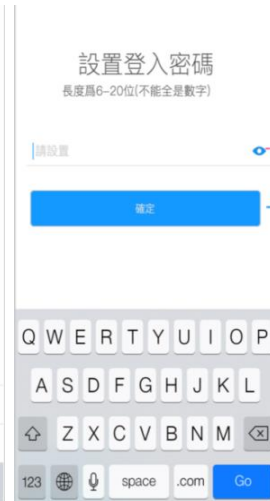 設置登入密碼
長度爲6-20位(不能全是數字)
請設置
確定
Q W E R T Y U I O P
A S D F G H J K L
Z X C V B N M
123 space .com Go